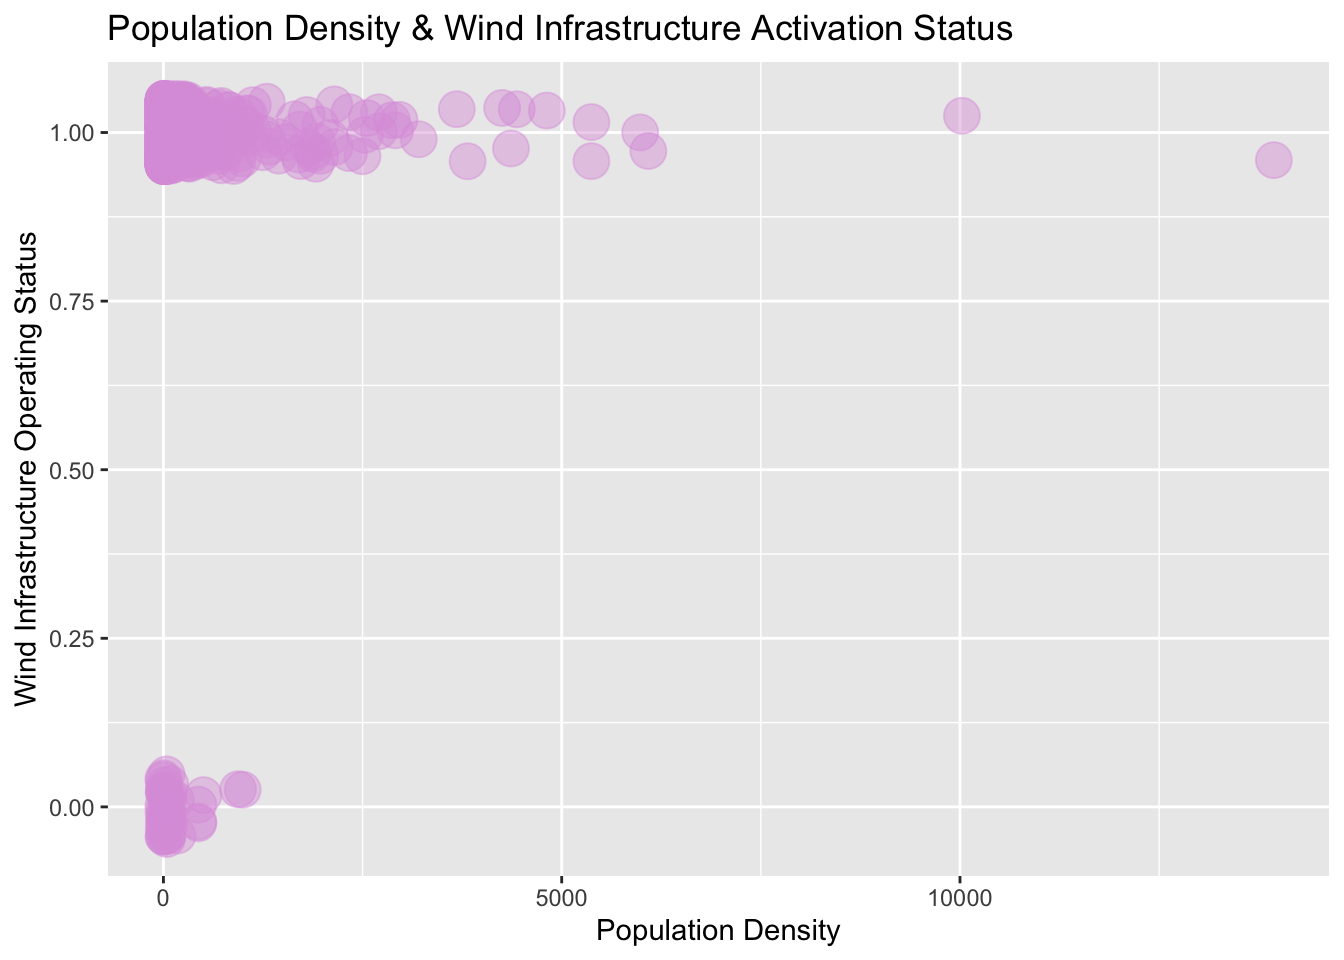 Population Density & Wind Infrastructure Activation Status
Wind Infrastructure Operating Status
1.00
0.75
0.50
0.25
0.00
0
5000
10000
Population Density